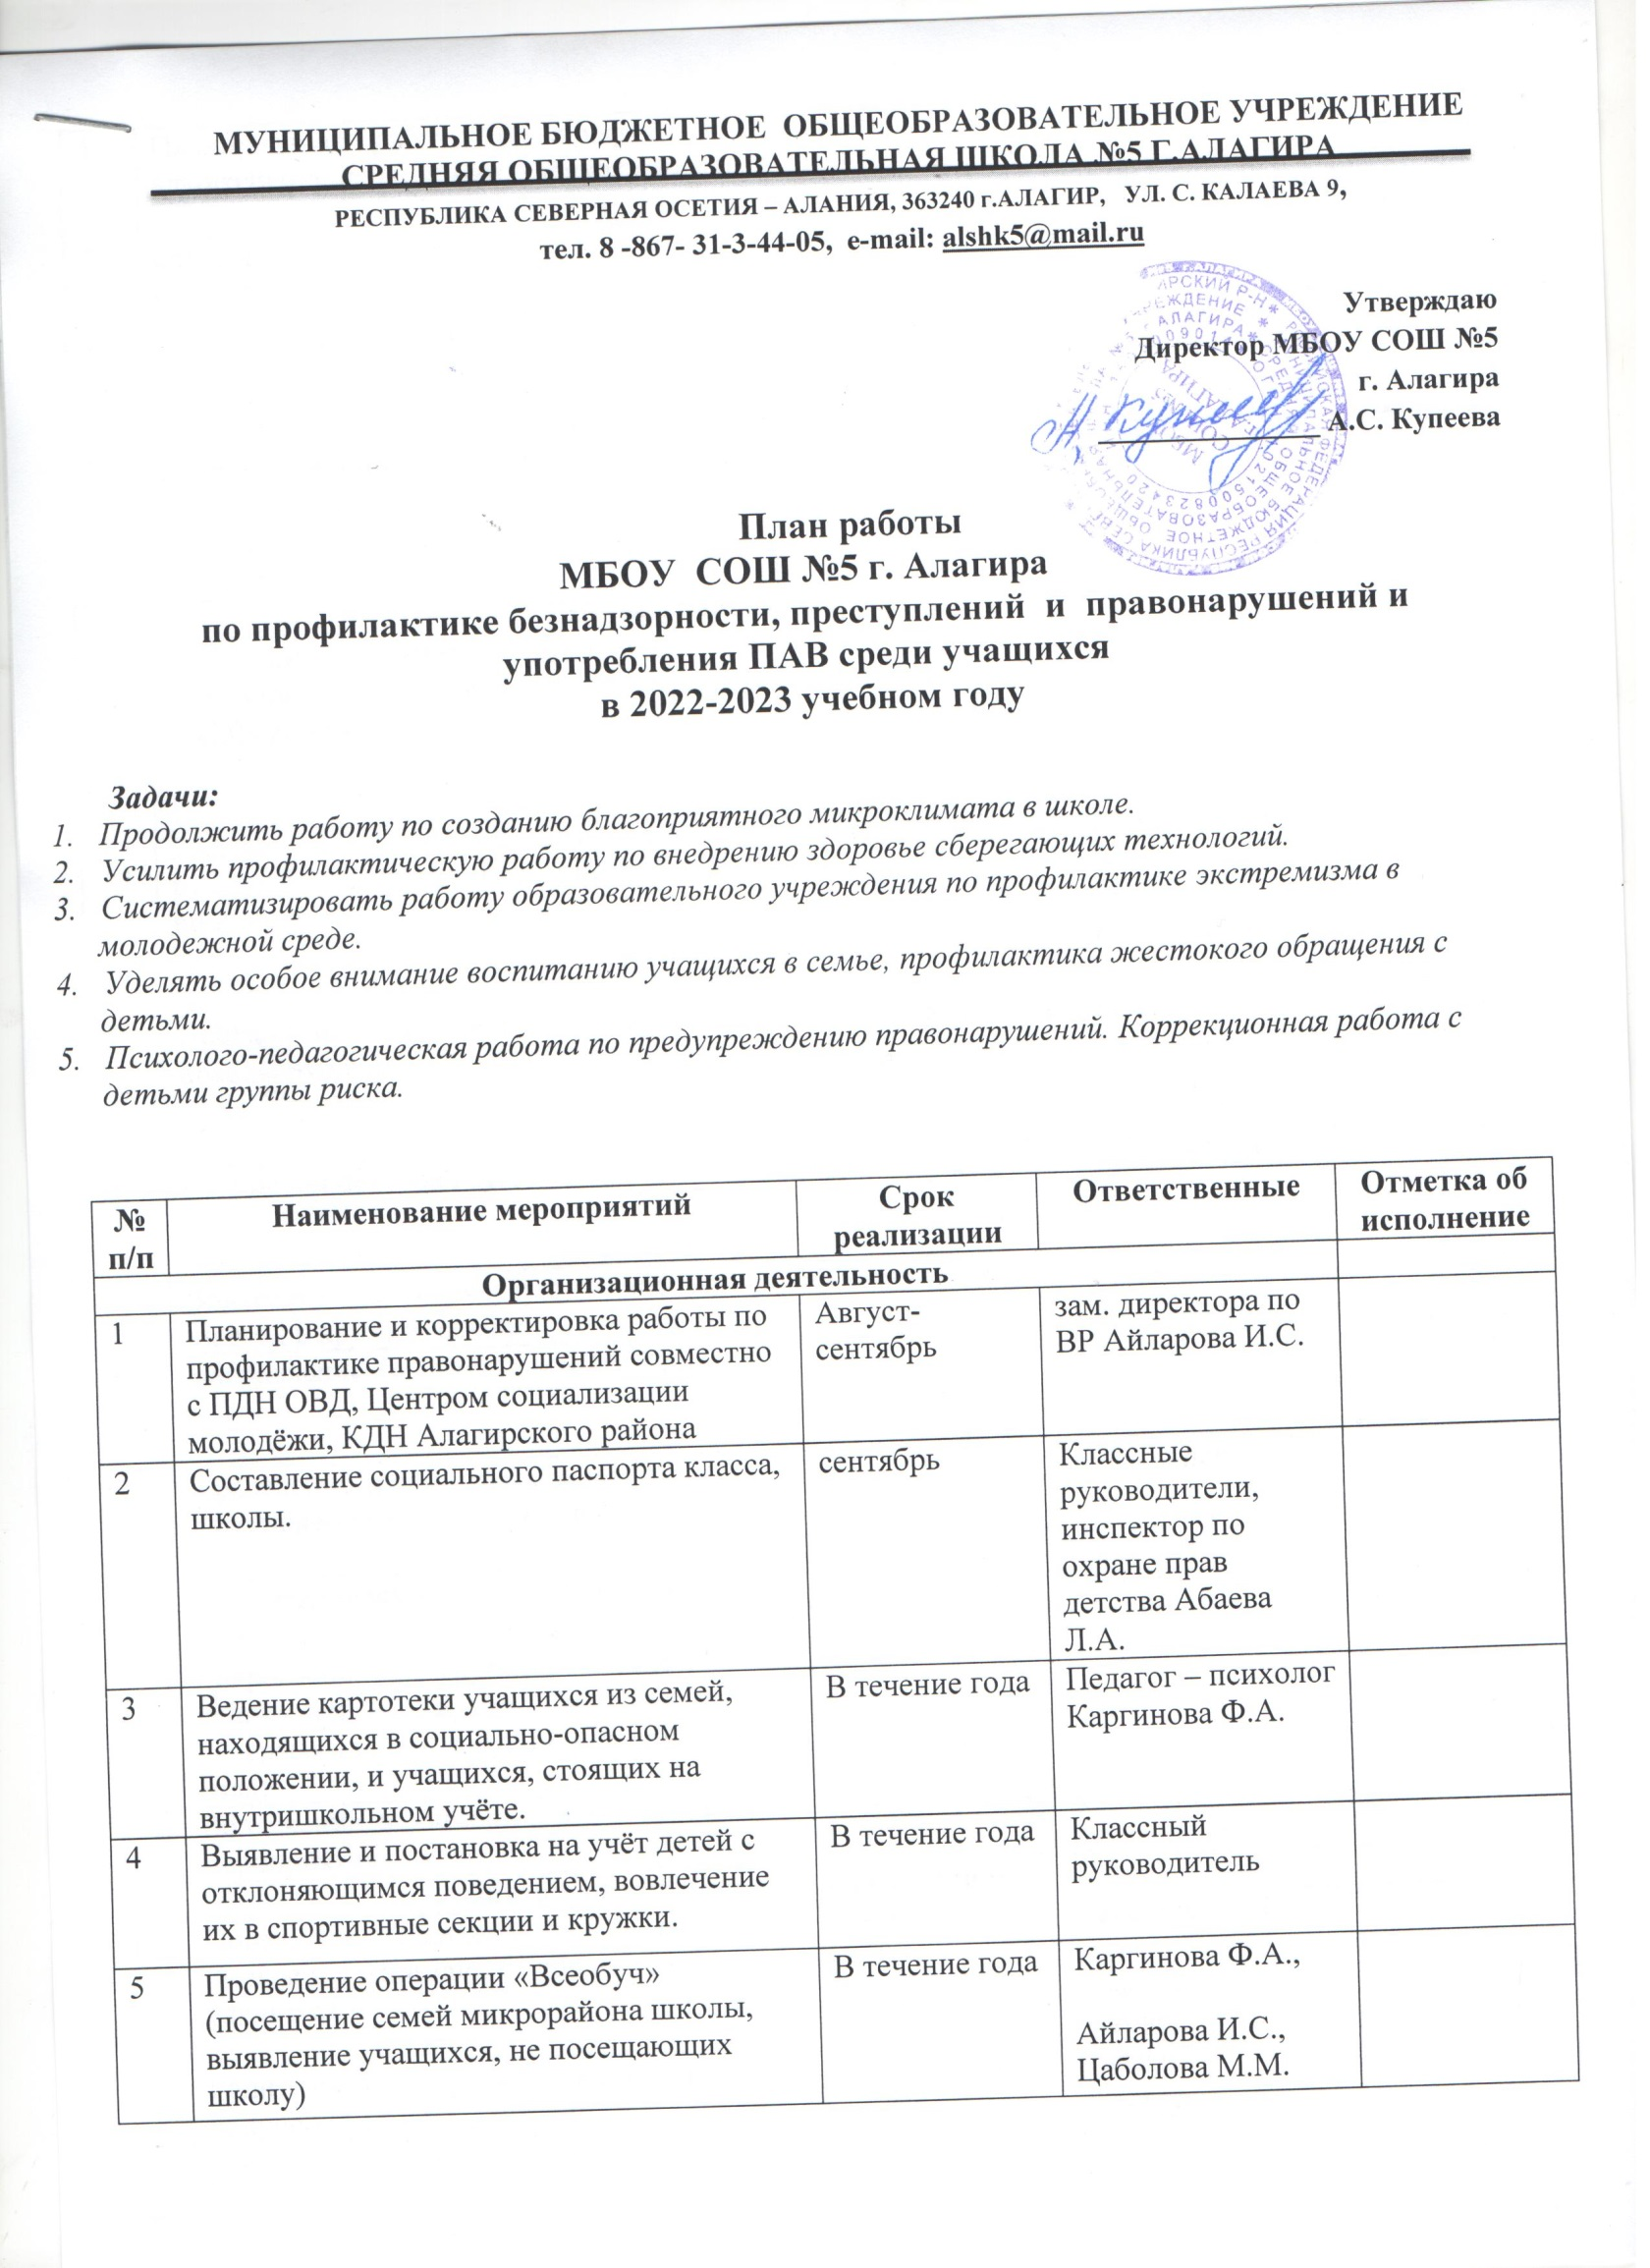 МУНИЦИПАЛЬНОЕ БЮДЖЕТНОЕ ОБЩЕОБРАЗОВАТЕЛЬНОЕ УЧРЕЖДЕНИЕ
СРЕДНЯЯ ОБЩЕОБРАЗОВАТЕЛЬНАЯ ШКОЛА №5 Г.АЛАГИРА
РЕСПУБЛИКА СЕВЕРНАЯ ОСЕТИЯ – АЛАНИЯ, 363240 г.АЛАГИР, УЛ. С. КАЛАЕВА 9,
тел. 8 -867- 31-3-44-05, e-mail: alshk5@mail.ru
Утверждаю
Директор МБОУ СОШ №5
г. Алагира
А.С. Купеева
План работы
МБОУ СОШ №5 г. Алагира
по профилактике безнадзорности, преступлений и правонарушений и
употребления ПАВ среди учащихся
в 2022-2023 учебном году
Задачи:
1. Продолжить работу по созданию благоприятного микроклимата в школе.
2. Усилить профилактическую работу по внедрению здоровье сберегающих технологий.
3. Систематизировать работу образовательного учреждения по профилактике экстремизма в
молодежной среде.
4. Уделять особое внимание воспитанию учащихся в семье, профилактика жестокого обращения с
детьми.
5. Психолого-педагогическая работа по предупреждению правонарушений. Коррекционная работа с
детьми группы риска.
№
п/п
Наименование мероприятий
Срок
реализации
Ответственные
Отметка об
исполнение
Организационная деятельность
1
Планирование и корректировка работы по
профилактике правонарушений совместно
с ПДН ОВД, Центром социализации
молодёжи, КДН Алагирского района
Август-
сентябрь
зам. директора по
ВР Айларова И.С.
2
Составление социального паспорта класса,
школы.
сентябрь
Классные
руководители,
инспектор по
охране прав
детства Абаева
Л.А.
3
Ведение картотеки учащихся из семей,
находящихся в социально-опасном
положении, и учащихся, стоящих на
внутришкольном учёте.
В течение года
Педагог – психолог
Каргинова Ф.А.
4
Выявление и постановка на учёт детей с
отклоняющимся поведением, вовлечение
их в спортивные секции и кружки.
В течение года
Классный
руководитель
5
Проведение операции «Всеобуч»
(посещение семей микрорайона школы,
выявление учащихся, не посещающих
школу)
В течение года
Каргинова Ф.А.,
Айларова И.С.,
Цаболова М.М.